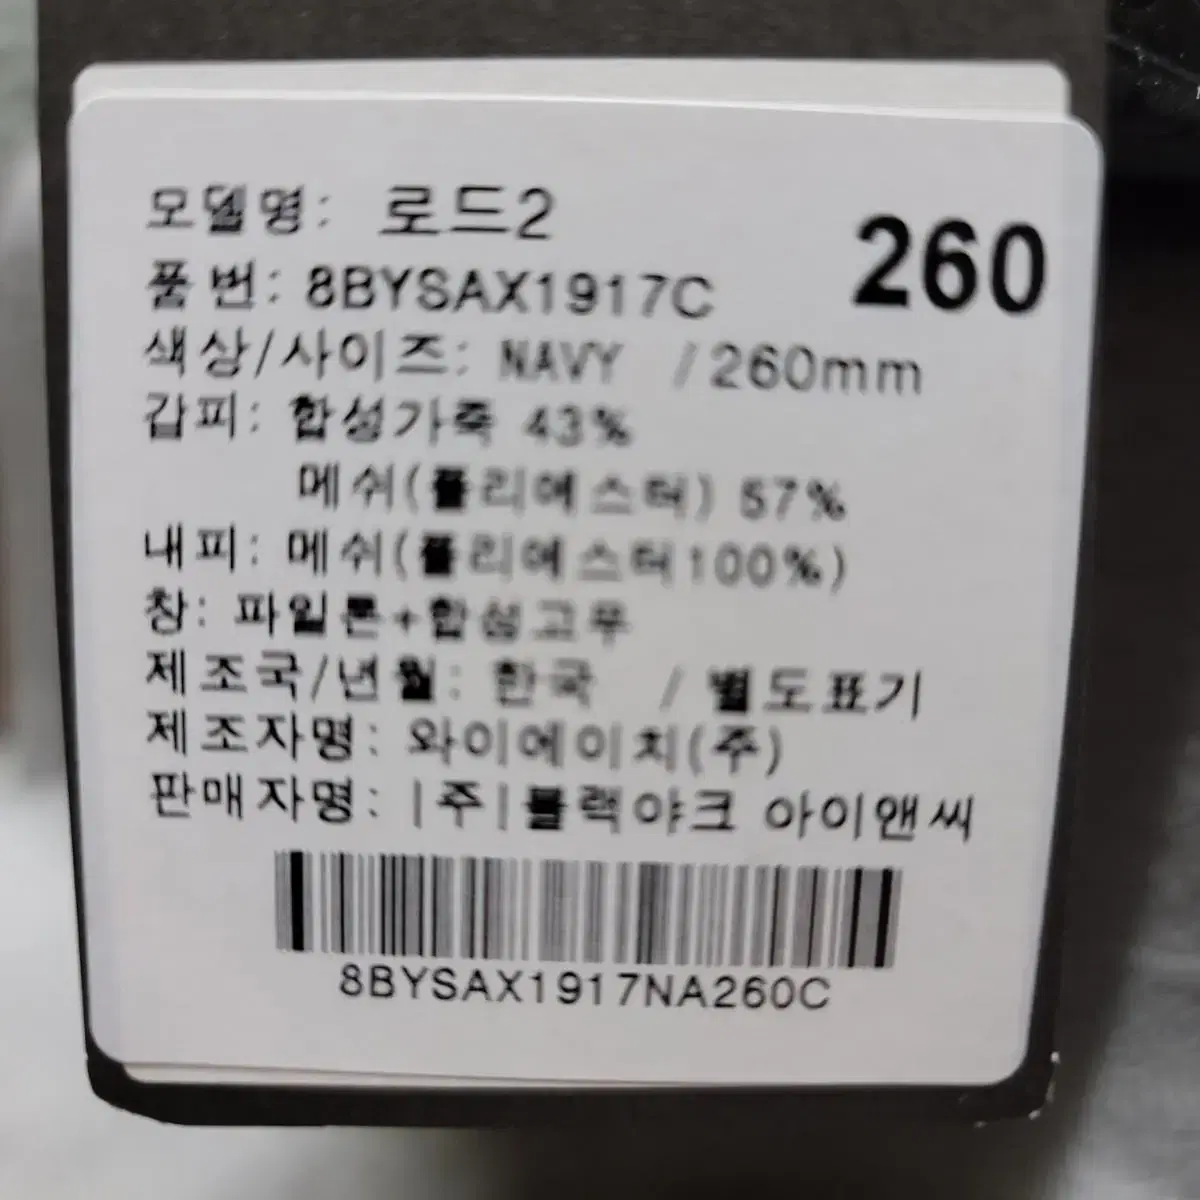 모델명: 로드2
260
품번: 8BYSAX1917C
색상/사이즈: NAVY /260mm
갑피: 합성가죽 43%
메쉬(폴리에스터) 57%
내피: 메쉬(폴리에스터100%)
창: 파일론+합성고무
제조국/년월: 한국 / 별도표기
제조자명: 와이에이치(주)
판매자명: |주|블랙야크 아이앤씨
8BYSAX1917NA260C